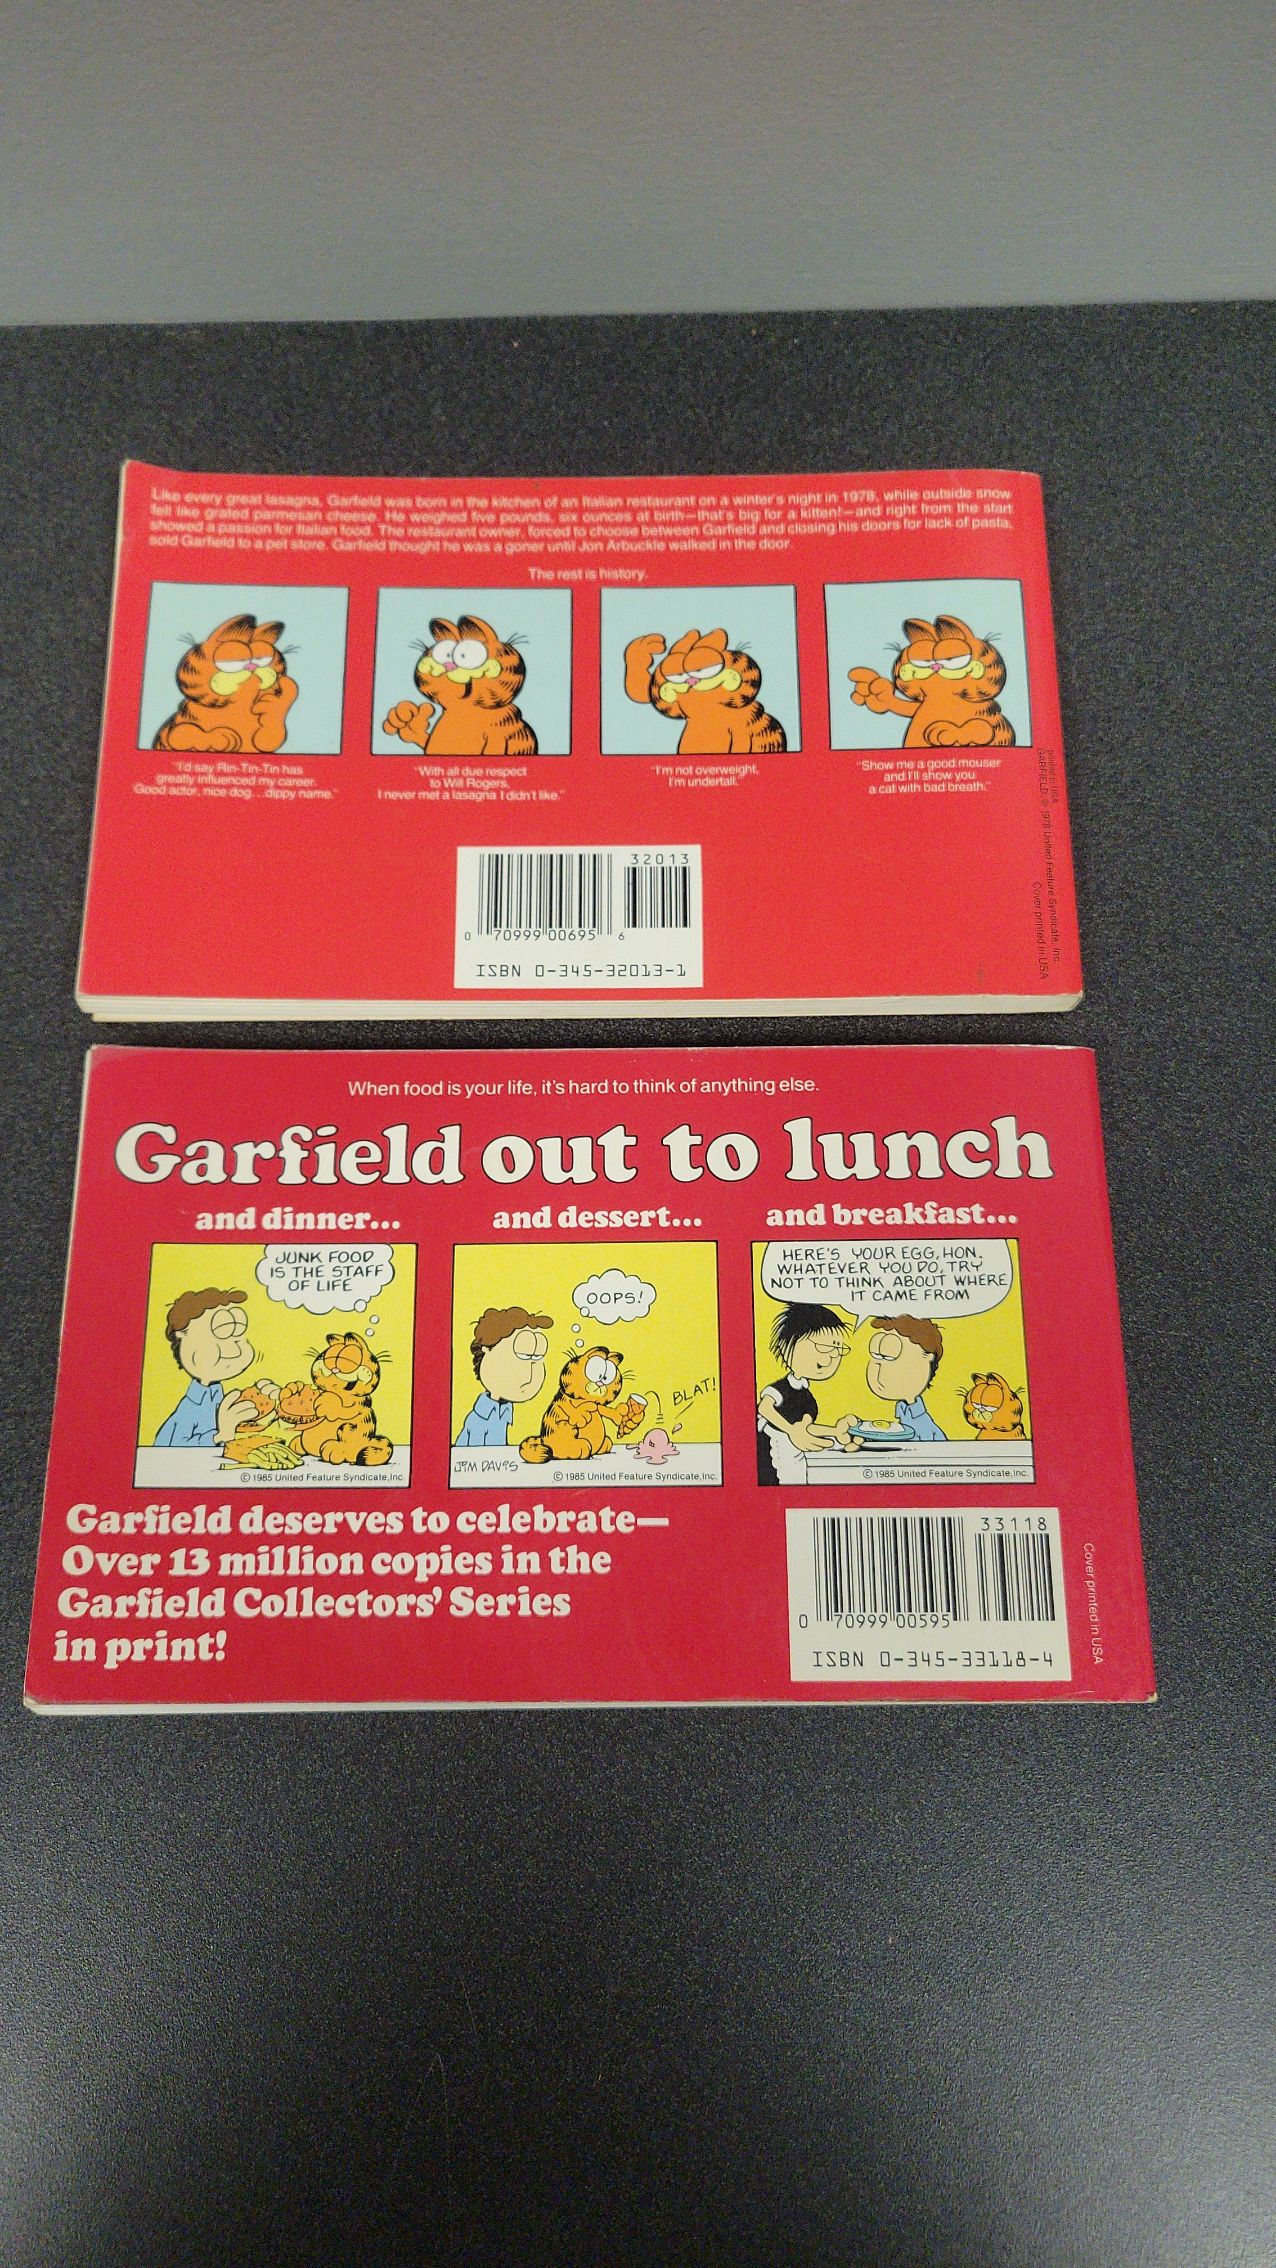 Like every great lasagna, Garfield was born in the kitchen of an Italian restaurant on a winter's night in 1978, while outside snow
fell like grated parmesan cheese. He weighed five pounds, six ounces at birth—that's big for a kitten!—and right from the start
showed a passion for Italian food. The restaurant owner, forced to choose between Garfield and closing his doors for lack of pasta,
sold Garfield to a pet store. Garfield thought he was a goner until Jon Arbuckle walked in the door.
The rest is history.
"I'd say Rin-Tin-Tin has
greatly influenced my career.
Good actor, nice dog...dippy name."
"With all due respect
to Will Rogers,
I never met a lasagna I didn't like."
"I'm not overweight,
I'm undertall."
"Show me a good mouser
and I'll show you
a cat with bad breath."
printed in USA
GARFIELD: © 1978 United Feature Syndicate, Inc.
Cover printed in USA
32013
0 70999 00695 6
ISBN 0-345-32013-1
When food is your life, it's hard to think of anything else.
Garfield out to lunch
and dinner...
and dessert...
and breakfast...
JUNK FOOD
IS THE STAFF
OF LIFE
© 1985 United Feature Syndicate, Inc.
OOPS!
BLAT!
JIM DAVIS
© 1985 United Feature Syndicate, Inc.
HERE'S YOUR EGG, HON.
WHATEVER YOU DO, TRY
NOT TO THINK ABOUT WHERE
IT CAME FROM
© 1985 United Feature Syndicate, Inc.
Garfield deserves to celebrate—
Over 13 million copies in the
Garfield Collectors' Series
in print!
33118
0 70999 00595
ISBN 0-345-33118-4
Cover printed in USA